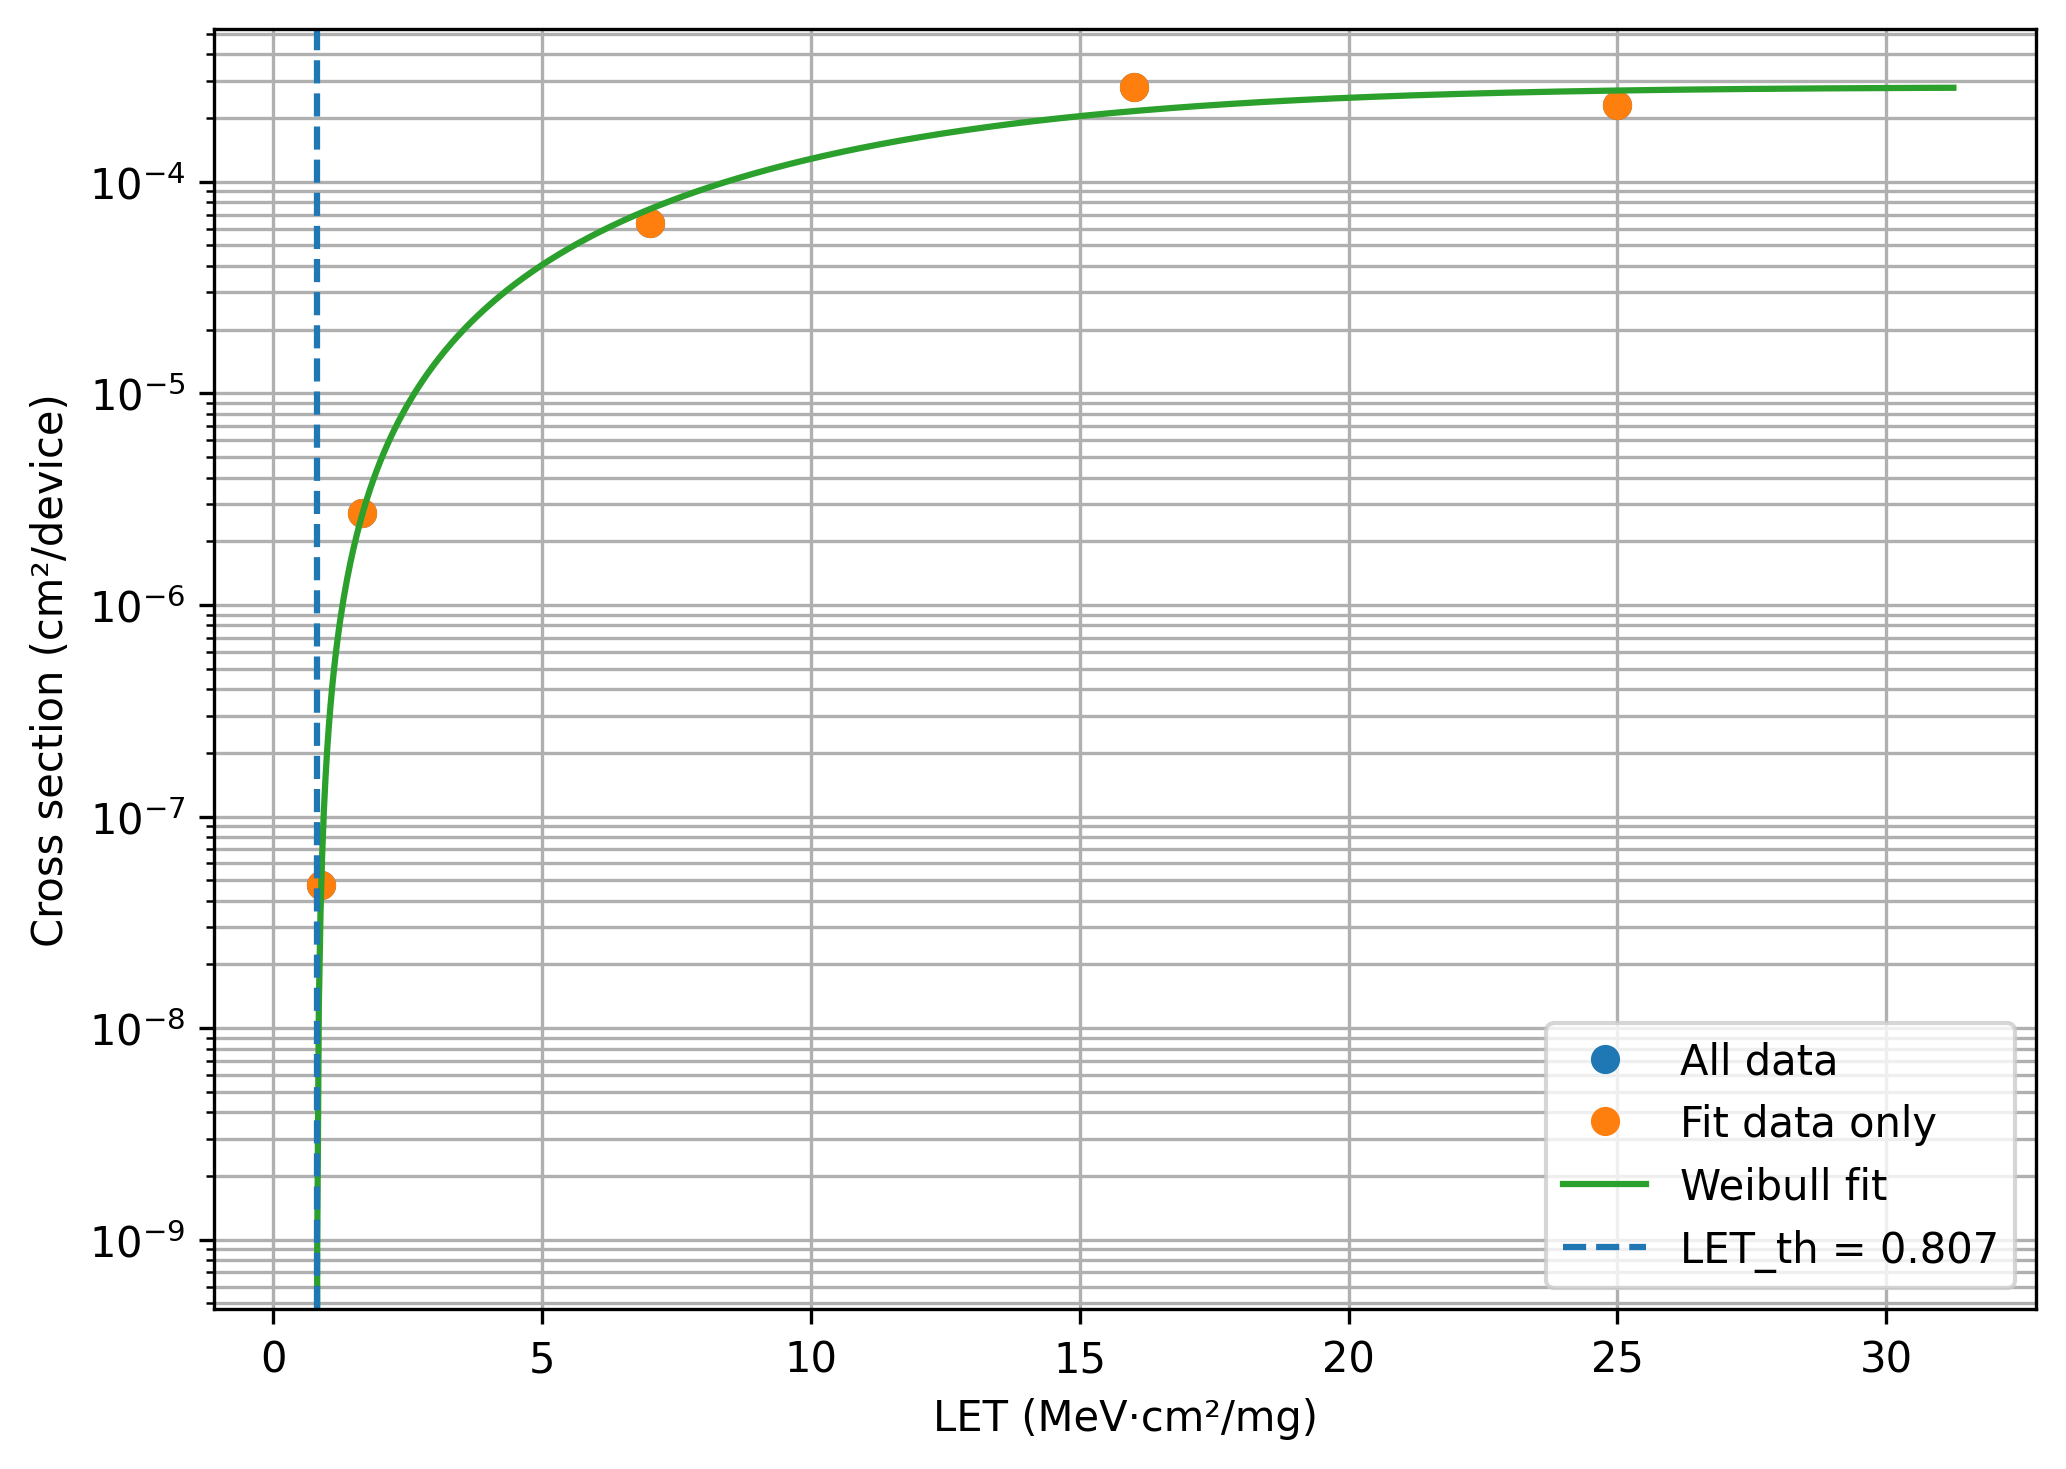 10⁻⁴
10⁻⁵
10⁻⁶
10⁻⁷
10⁻⁸
10⁻⁹
Cross section (cm²/device)
0 5 10 15 20 25 30
LET (MeV·cm²/mg)
All data
Fit data only
Weibull fit
LET_th = 0.807